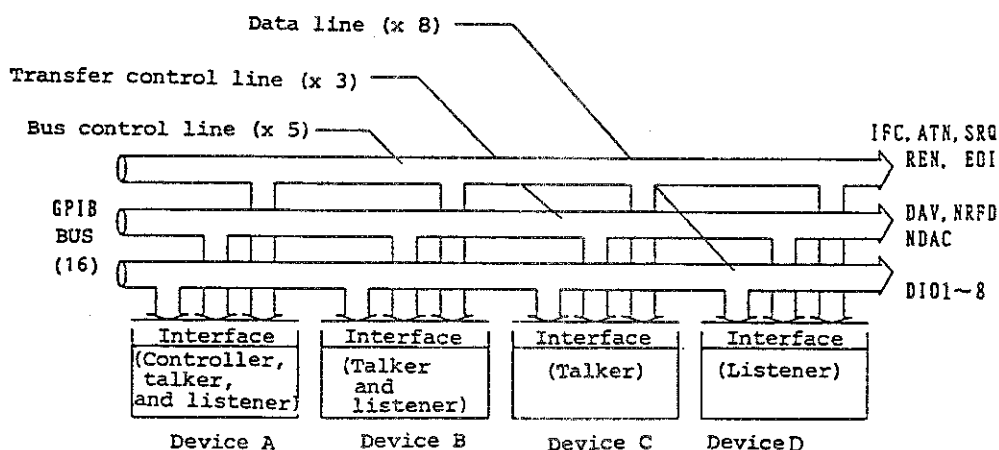 Data line (x 8)
Transfer control line (x 3)
Bus control line (x 5)
IFC, ATN, SRQ
REN, EOI
GPIB
BUS
(16)
DAV, NRFD
NDAC
DIO1~8
Interface
(Controller,
talker,
and listener)
Device A
Interface
(Talker
and
listener)
Device B
Interface
(Talker)
Device C
Interface
(Listener)
Device D